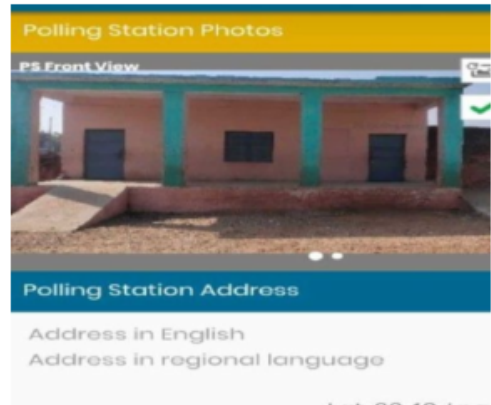 Polling Station Photos
PS Front View
Polling Station Address
Address in English
Address in regional language